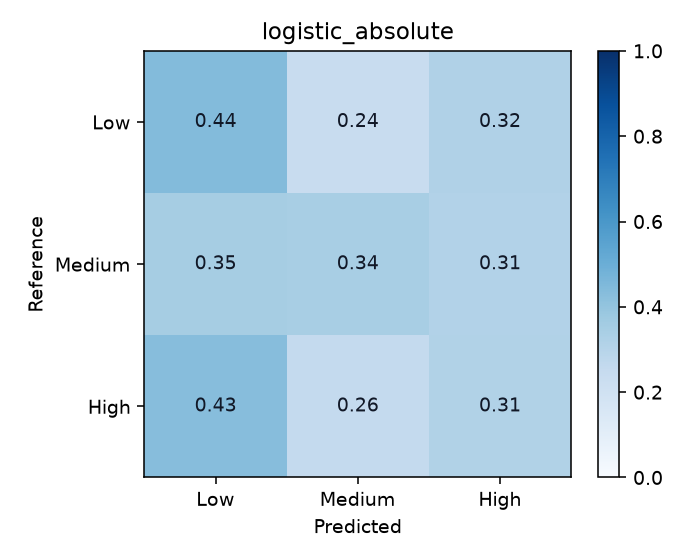 logistic_absolute
Reference
Low 0.44 0.24 0.32
Medium 0.35 0.34 0.31
High 0.43 0.26 0.31
Low Medium High
Predicted
1.0
0.8
0.6
0.4
0.2
0.0